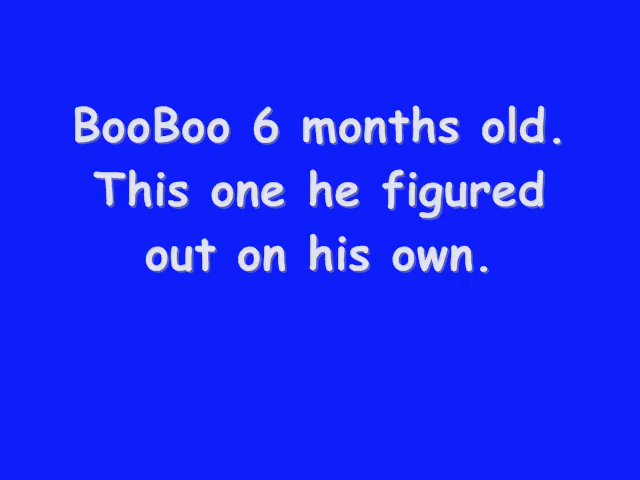 BooBoo 6 months old.
This one he figured
out on his own.